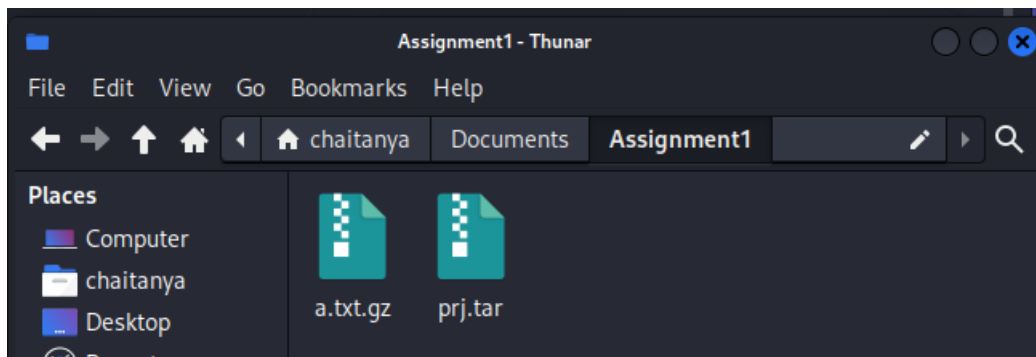 Assignment1 - Thunar
File Edit View Go Bookmarks Help
chaitanya Documents Assignment1
Places
Computer
chaitanya
Desktop
a.txt.gz prj.tar